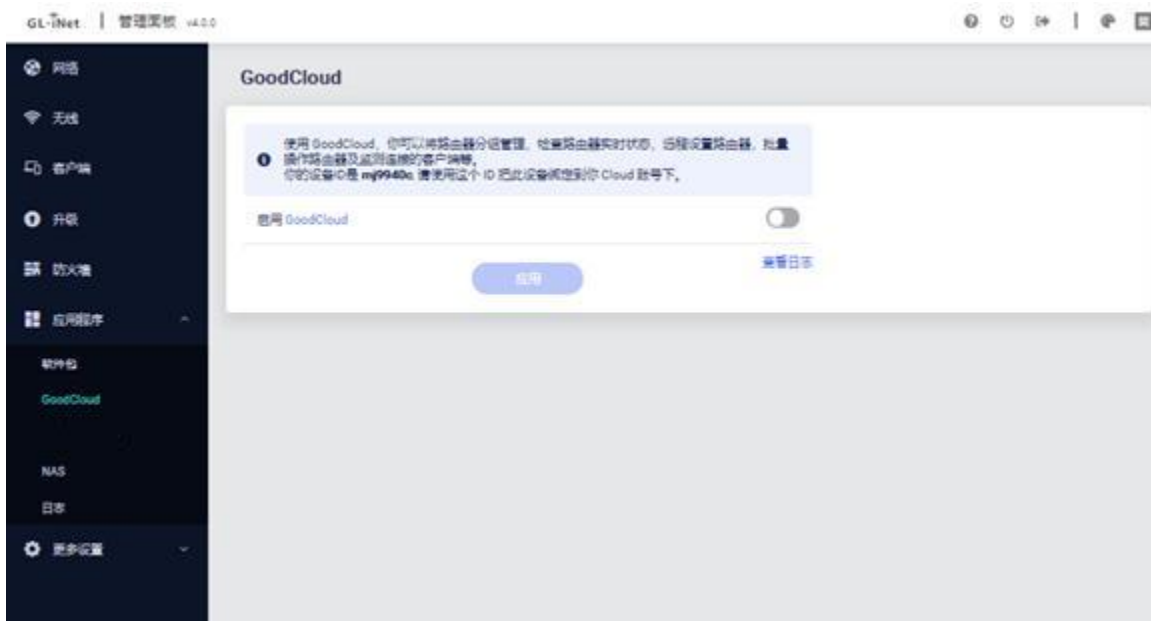 GL·iNet | 管理面板 v4.0.0
网络
无线
客户端
升级
防火墙
应用程序
软件包
GoodCloud
NAS
日志
更多设置
GoodCloud
使用 GoodCloud，你可以将路由器分组管理，检查路由器实时状态，远程设置路由器，批量
操作路由器及监测连接的客户端等。
你的设备ID是 mj9940c 请使用这个 ID 把此设备绑定到你 Cloud 账号下。
启用 GoodCloud
查看日志
应用